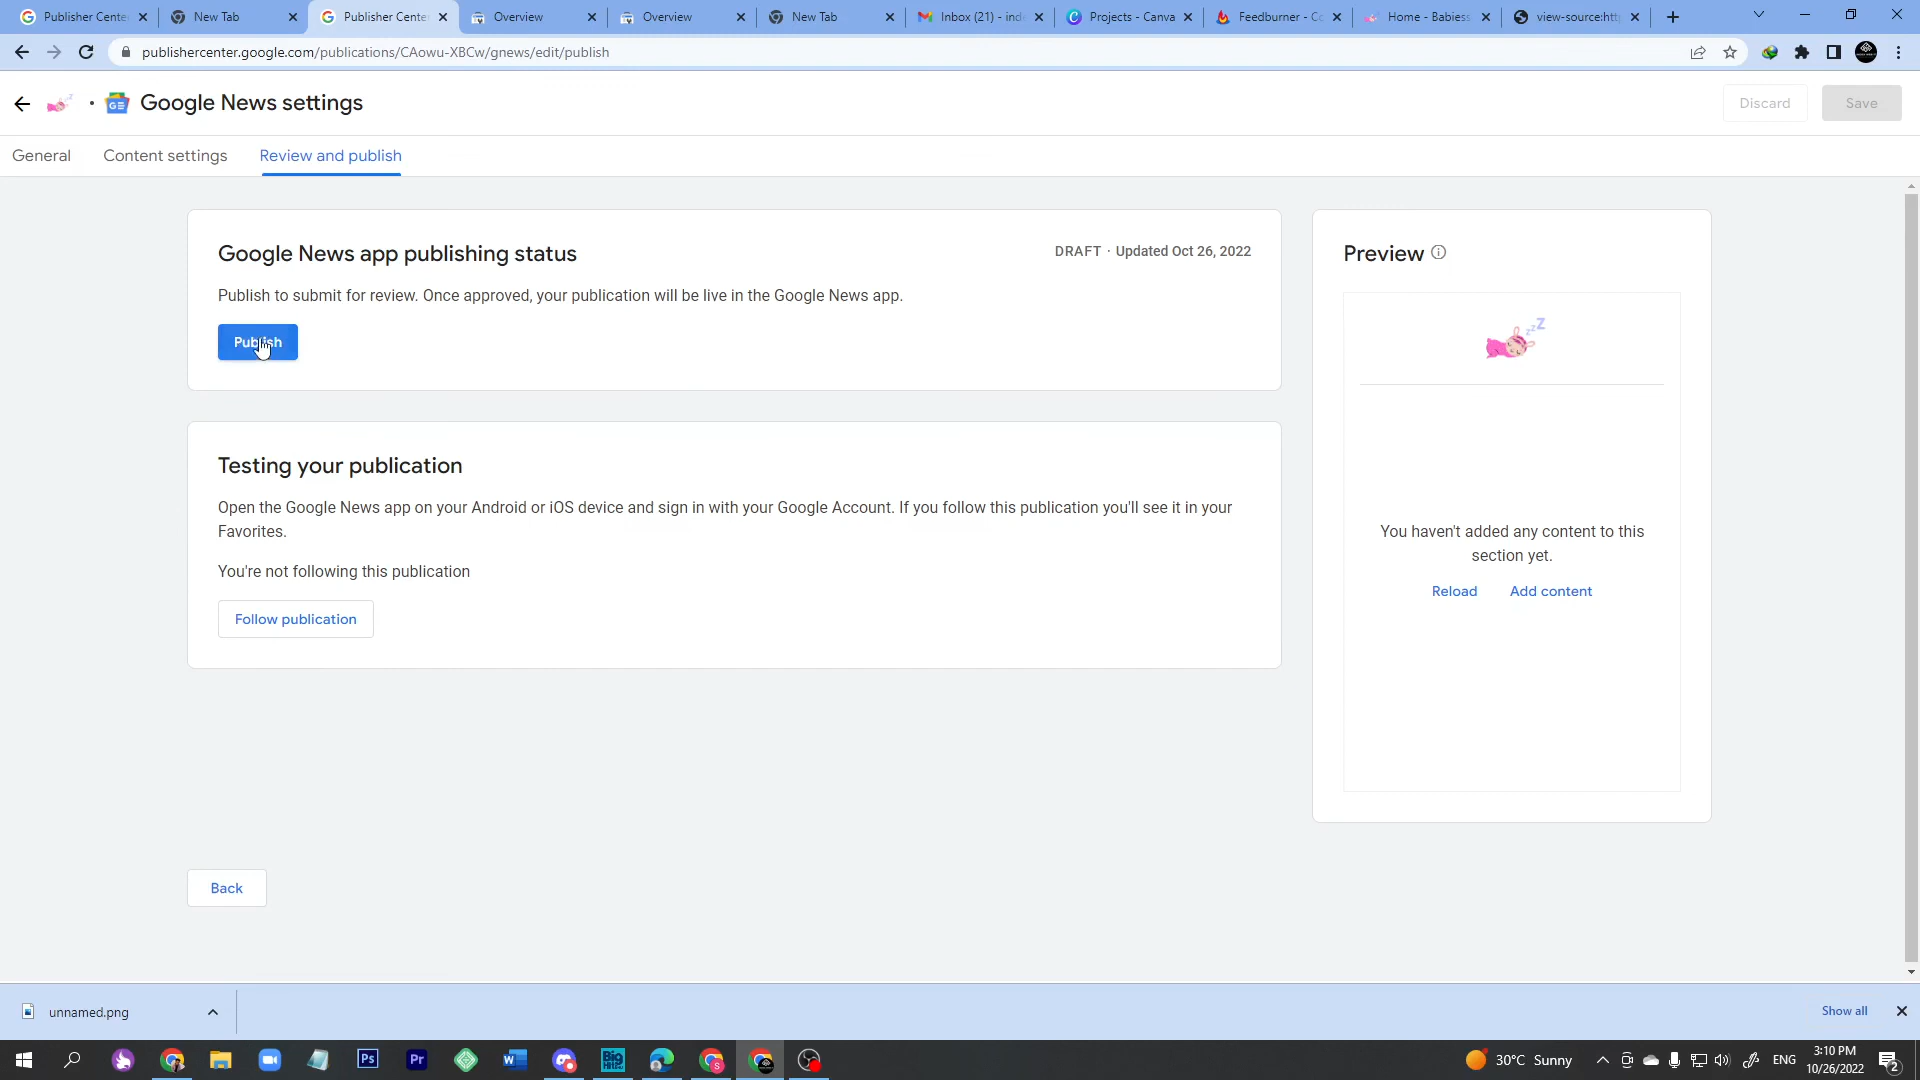 Publisher Cente
New Tab
Publisher Cente
Overview
Overview
New Tab
Inbox (21) - ind
Projects - Canva
Feedburner - Co
Home - Babiess
view-source:htt
publishercenter.google.com/publications/CAowu-XBCw/gnews/edit/publish
Google News settings
Discard
Save
General
Content settings
Review and publish
Google News app publishing status
DRAFT · Updated Oct 26, 2022
Publish to submit for review. Once approved, your publication will be live in the Google News app.
Publish
Preview
Testing your publication
Open the Google News app on your Android or iOS device and sign in with your Google Account. If you follow this publication you'll see it in your
Favorites.
You're not following this publication
Follow publication
You haven't added any content to this
section yet.
Reload
Add content
Back
unnamed.png
Show all
30°C Sunny
ENG
3:10 PM
10/26/2022
2